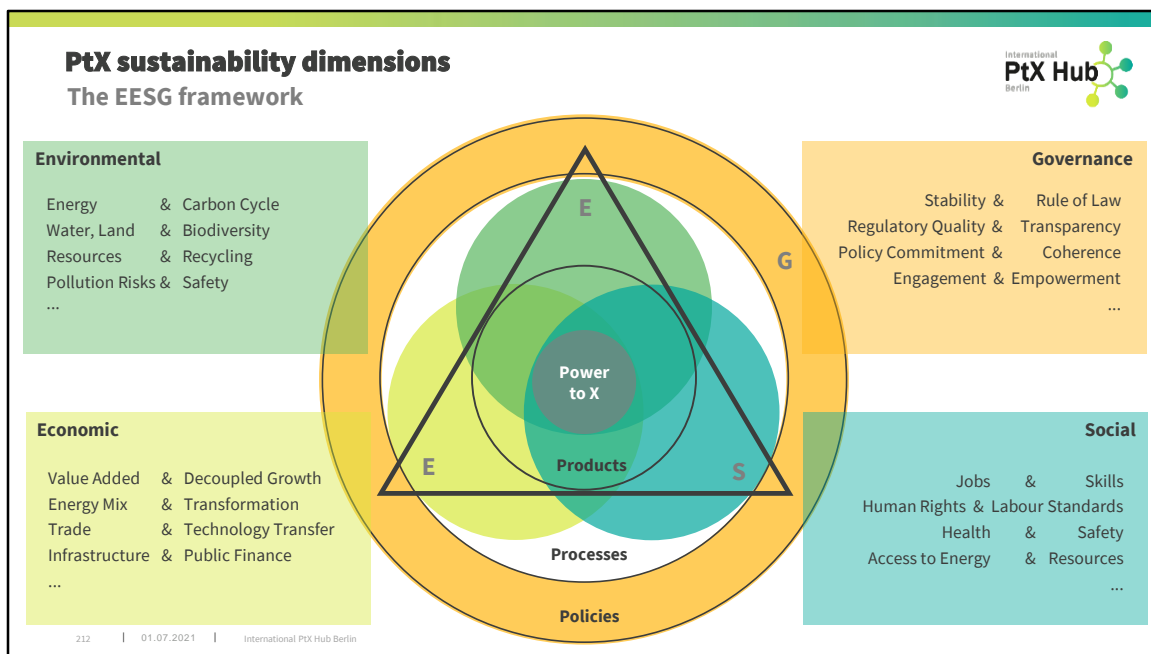 PtX sustainability dimensions
The EESG framework
International
PtX Hub
Berlin
Environmental
Energy & Carbon Cycle
Water, Land & Biodiversity
Resources & Recycling
Pollution Risks & Safety
...
Governance
Stability & Rule of Law
Regulatory Quality & Transparency
Policy Commitment & Coherence
Engagement & Empowerment
...
E
G
Power
to X
E
S
Products
Processes
Policies
Economic
Value Added & Decoupled Growth
Energy Mix & Transformation
Trade & Technology Transfer
Infrastructure & Public Finance
...
Social
Jobs & Skills
Human Rights & Labour Standards
Health & Safety
Access to Energy & Resources
...
212 | 01.07.2021 | International PtX Hub Berlin